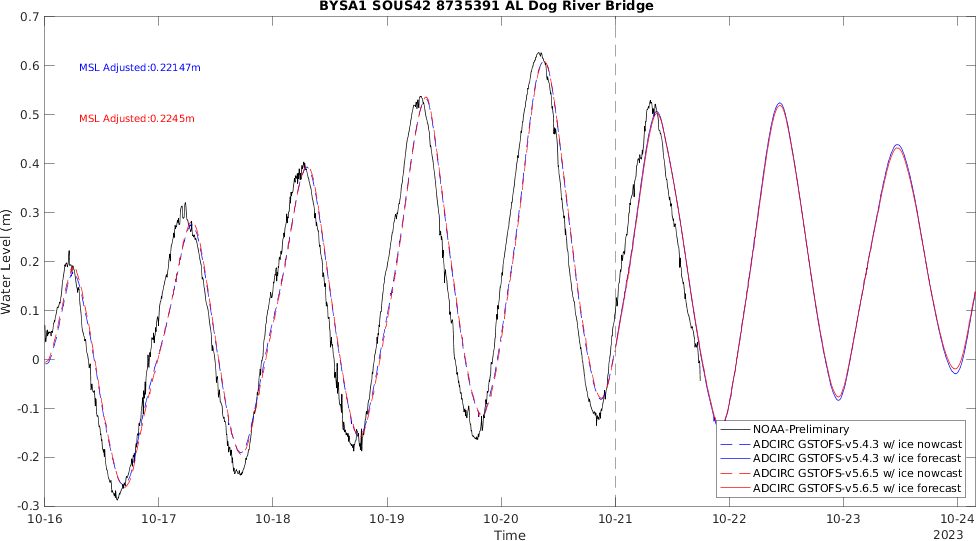 BYSA1 SOUS42 8735391 AL Dog River Bridge
0.7
0.6
0.5
0.4
0.3
0.2
0.1
0
-0.1
-0.2
-0.3
Water Level (m)
MSL Adjusted:0.22147m
MSL Adjusted:0.2245m
NOAA-Preliminary
ADCIRC GSTOFS-v5.4.3 w/ ice nowcast
ADCIRC GSTOFS-v5.4.3 w/ ice forecast
ADCIRC GSTOFS-v5.6.5 w/ ice nowcast
ADCIRC GSTOFS-v5.6.5 w/ ice forecast
10-16 10-17 10-18 10-19 10-20 10-21 10-22 10-23 10-24
Time
2023